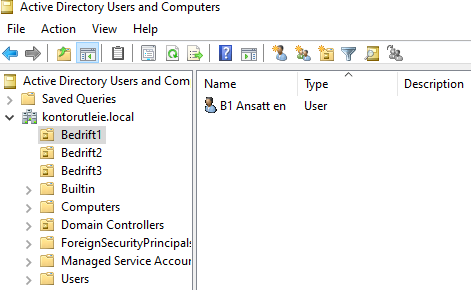 Active Directory Users and Computers
File Action View Help
Active Directory Users and Com
Saved Queries
kontorutleie.local
Bedrift1
Bedrift2
Bedrift3
Builtin
Computers
Domain Controllers
ForeignSecurityPrincipals
Managed Service Accour
Users
Name Type Description
B1 Ansatt en User